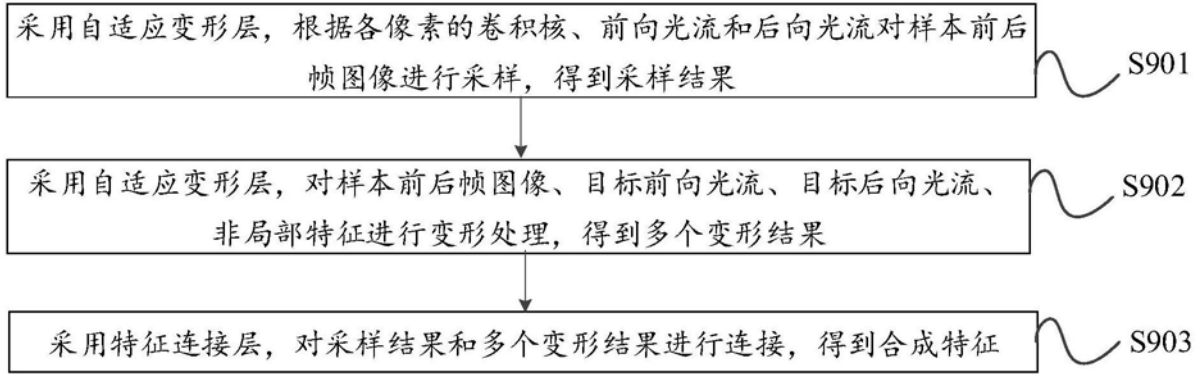 采用自适应变形层，根据各像素的卷积核、前向光流和后向光流对样本前后
帧图像进行采样，得到采样结果
S901
采用自适应变形层，对样本前后帧图像、目标前向光流、目标后向光流、
非局部特征进行变形处理，得到多个变形结果
S902
采用特征连接层，对采样结果和多个变形结果进行连接，得到合成特征
S903